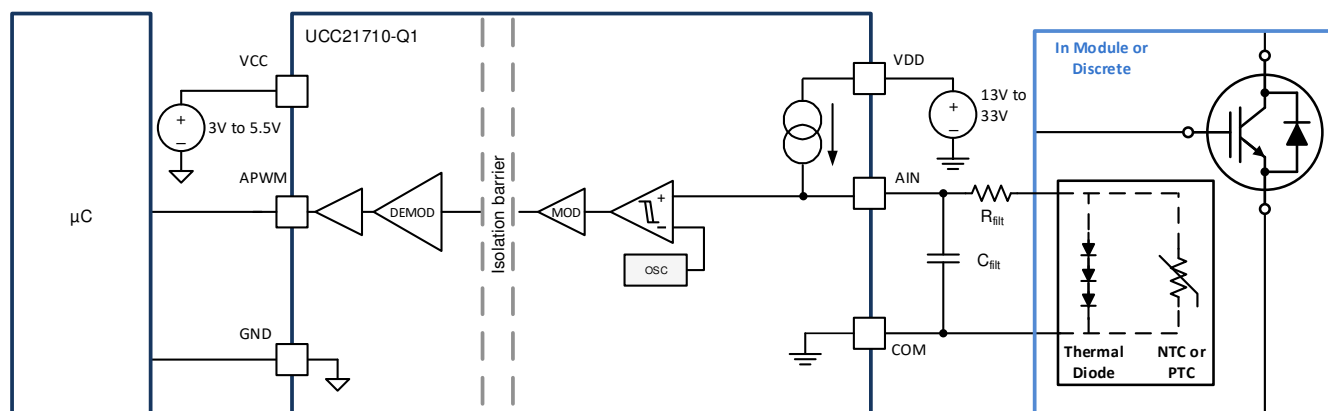 UCC21710-Q1
In Module or
Discrete
VCC
VDD
13V to
33V
+
−
3V to 5.5V
+
−
APWM
AIN
Isolation barrier
µC
DEMOD
MOD
+
−
Rfilt
OSC
Cfilt
GND
COM
Thermal
Diode
NTC or
PTC